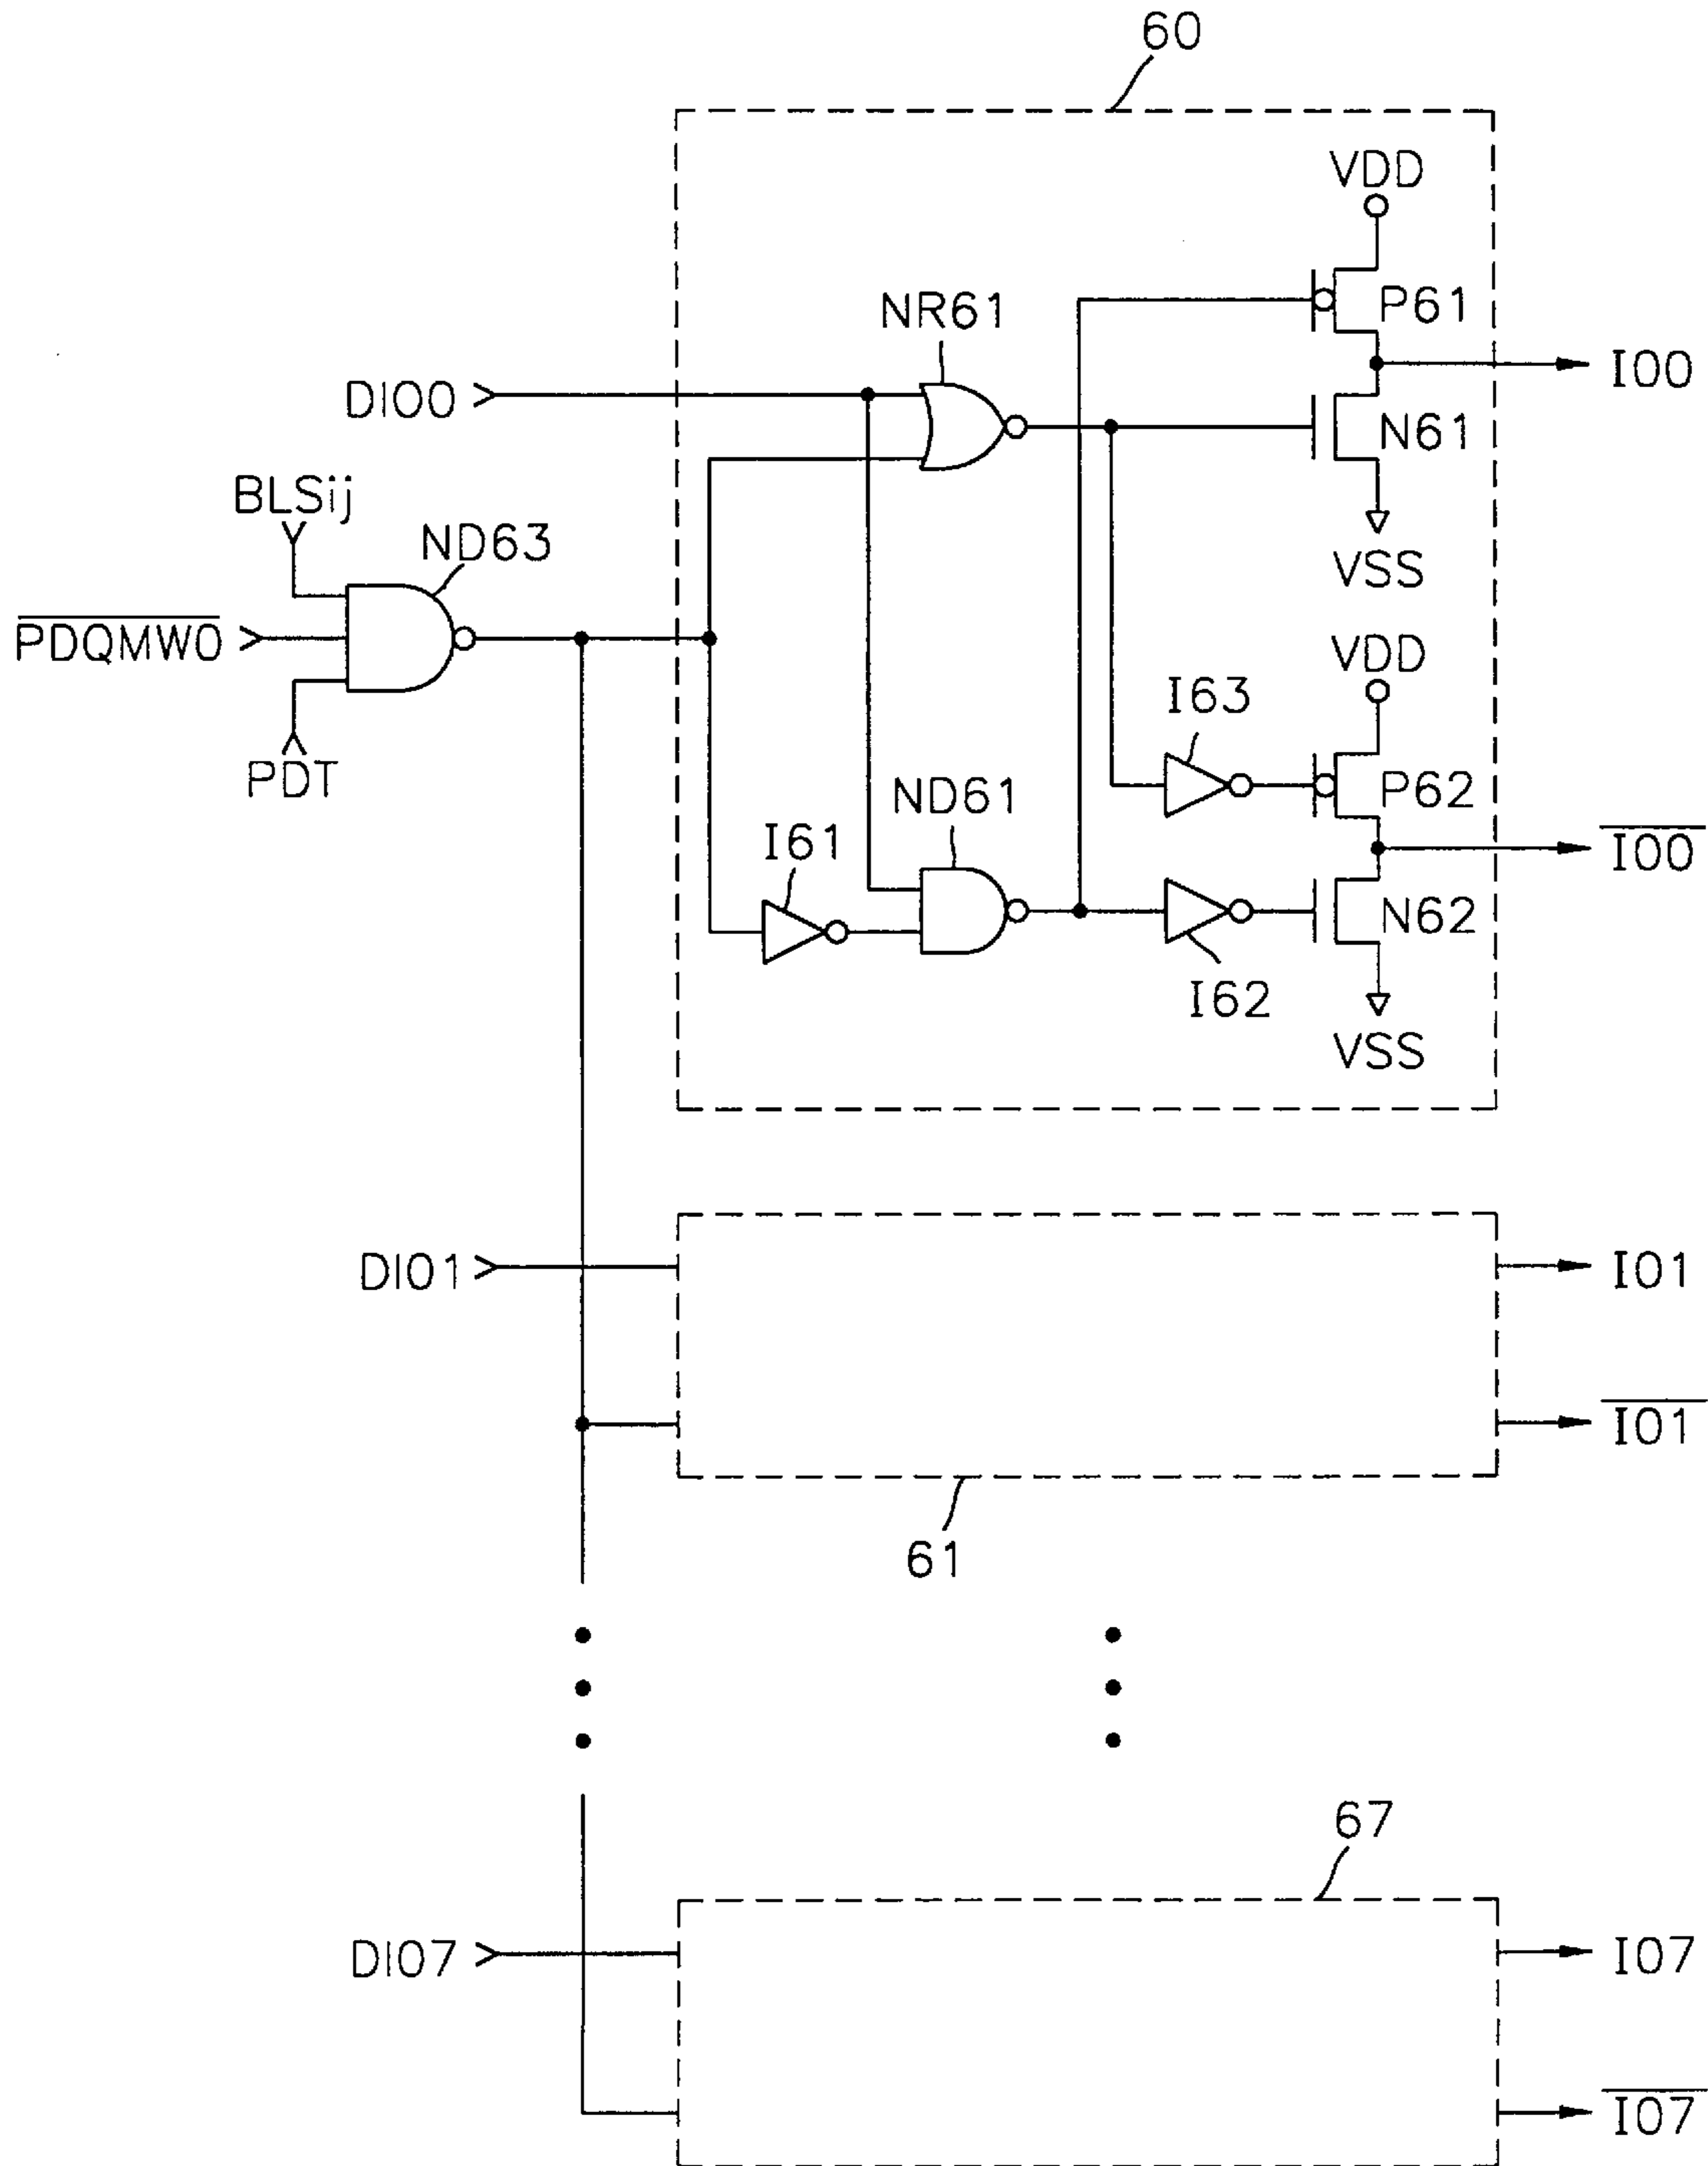 60
VDD
NR61
P61
DIO0
IO0
N61
BLSij
ND63
VSS
PDQMW0
VDD
I63
PDT
ND61
P62
I61
IO0
N62
I62
VSS
DIO1
IO1
IO1
61
67
DIO7
IO7
IO7